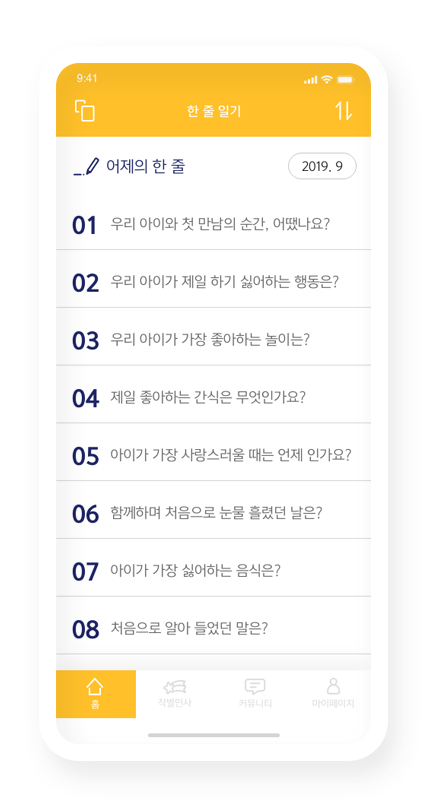 9:41
한 줄 일기
어제의 한 줄
2019. 9
01 우리 아이와 첫 만남의 순간, 어땠나요?
02 우리 아이가 제일 하기 싫어하는 행동은?
03 우리 아이가 가장 좋아하는 놀이는?
04 제일 좋아하는 간식은 무엇인가요?
05 아이가 가장 사랑스러울 때는 언제 인가요?
06 함께하며 처음으로 눈물 흘렸던 날은?
07 아이가 가장 싫어하는 음식은?
08 처음으로 알아 들었던 말은?
홈 작별인사 커뮤니티 마이페이지